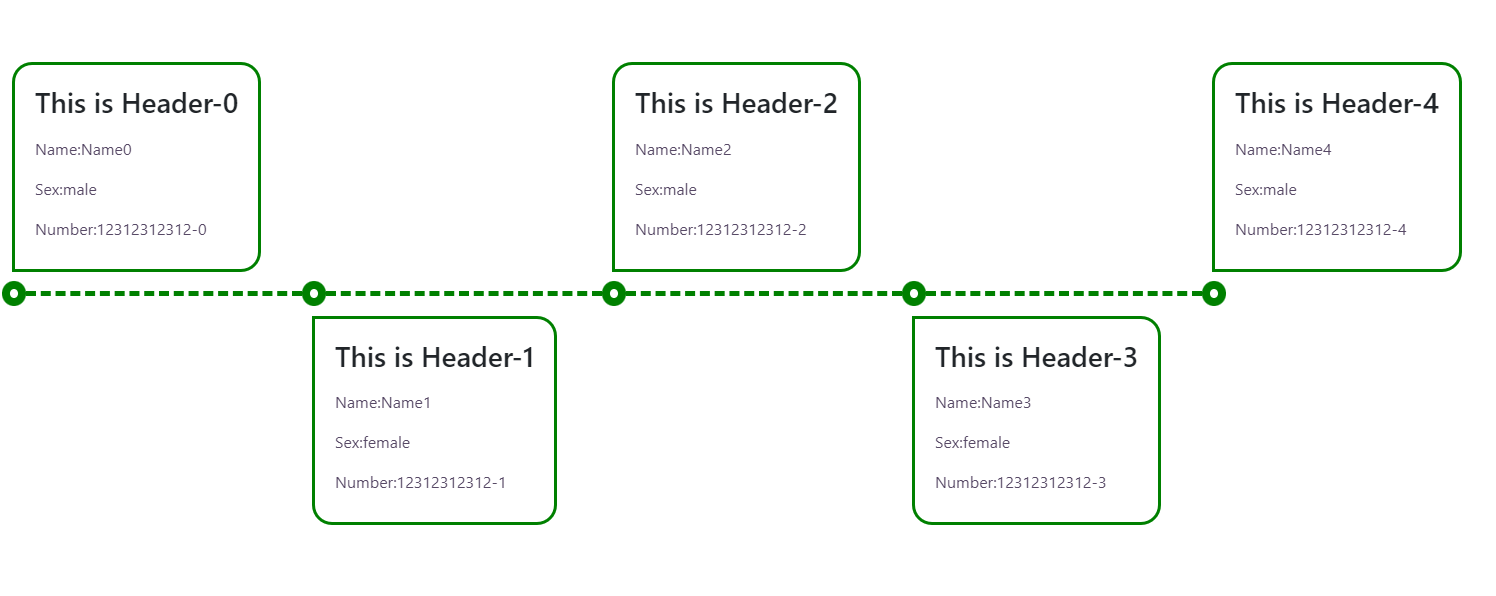 This is Header-0
Name:Name0
Sex:male
Number:12312312312-0
This is Header-1
Name:Name1
Sex:female
Number:12312312312-1
This is Header-2
Name:Name2
Sex:male
Number:12312312312-2
This is Header-3
Name:Name3
Sex:female
Number:12312312312-3
This is Header-4
Name:Name4
Sex:male
Number:12312312312-4